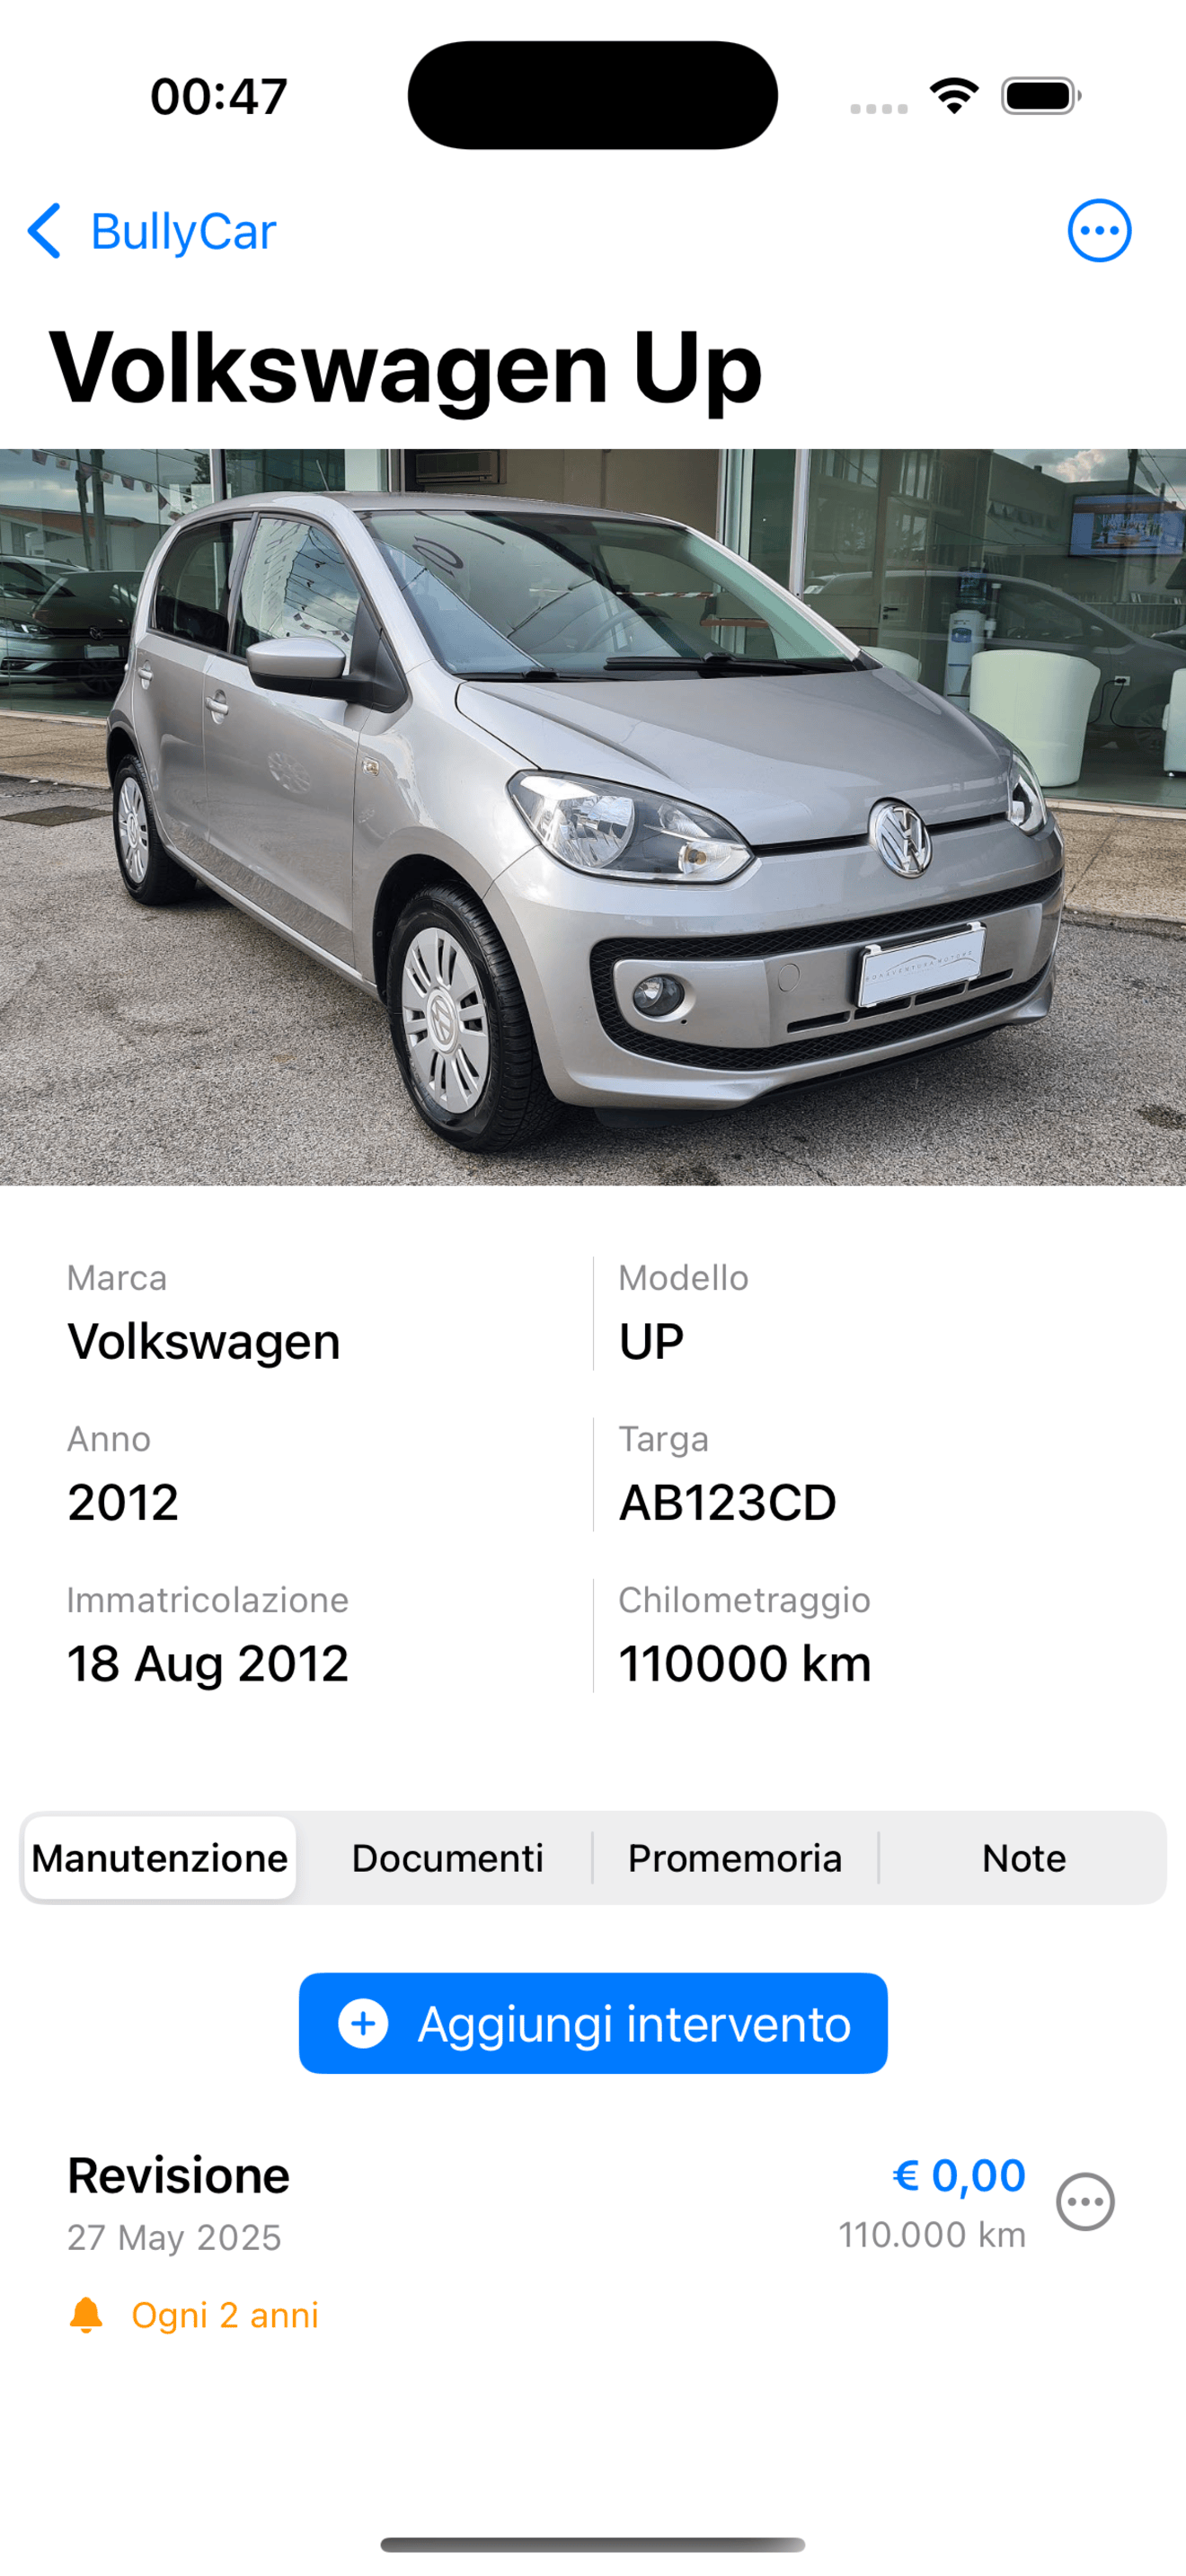 00:47
BullyCar
Volkswagen Up
BONAVENTURA MOTORS
Marca
Modello
Volkswagen
UP
Anno
Targa
2012
AB123CD
Immatricolazione
Chilometraggio
18 Aug 2012
110000 km
Manutenzione
Documenti
Promemoria
Note
Aggiungi intervento
Revisione
€ 0,00
27 May 2025
110.000 km
Ogni 2 anni